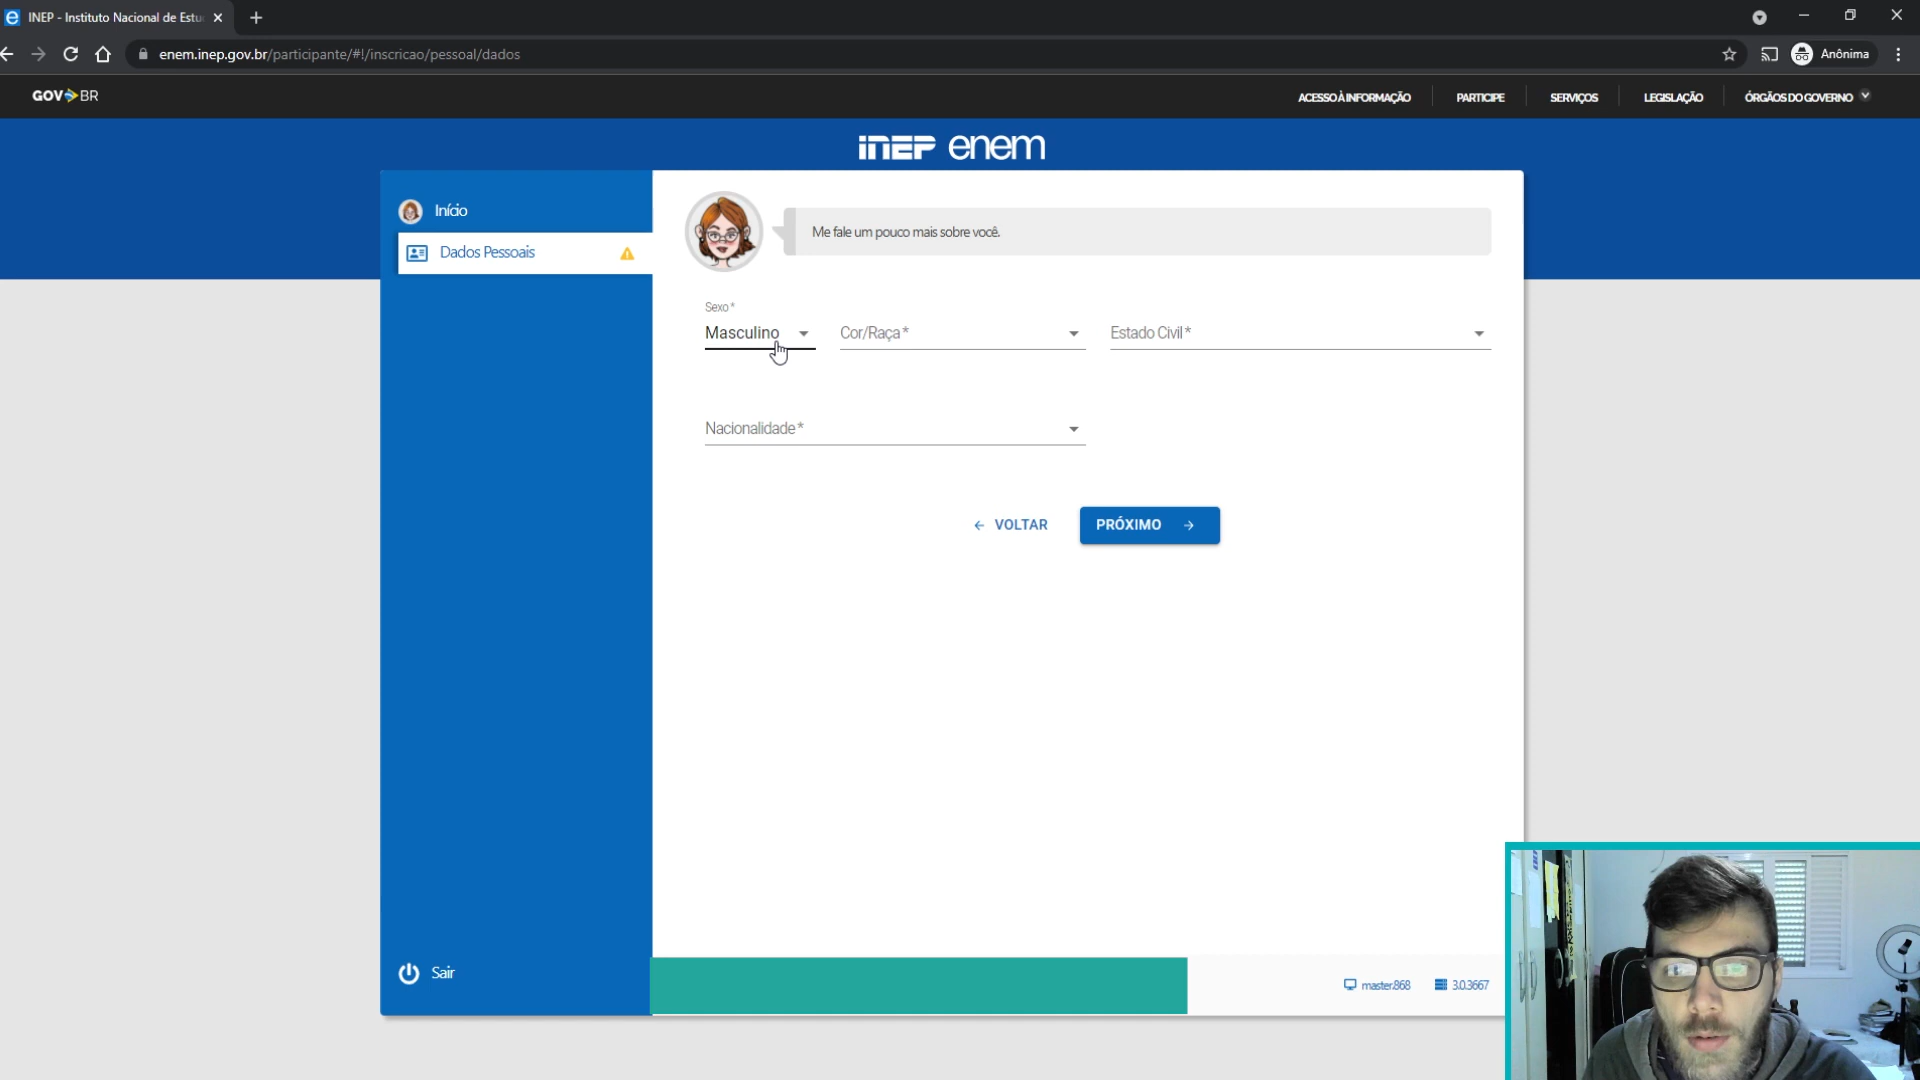 INEP - Instituto Nacional de Estu
enem.inep.gov.br/participante/#!/inscricao/pessoal/dados
Anônima
GOV BR
ACESSO À INFORMAÇÃO
PARTICIPE
SERVIÇOS
LEGISLAÇÃO
ÓRGÃOS DO GOVERNO
inep enem
Início
Dados Pessoais
Me fale um pouco mais sobre você.
Sexo*
Masculino
Cor/Raça*
Estado Civil*
Nacionalidade*
VOLTAR
PRÓXIMO
Sair
master.868
3.0.3667